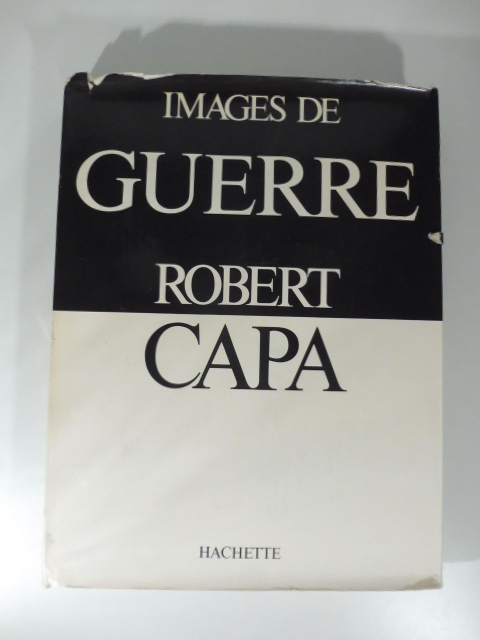 IMAGES DE
GUERRE
ROBERT
CAPA
HACHETTE